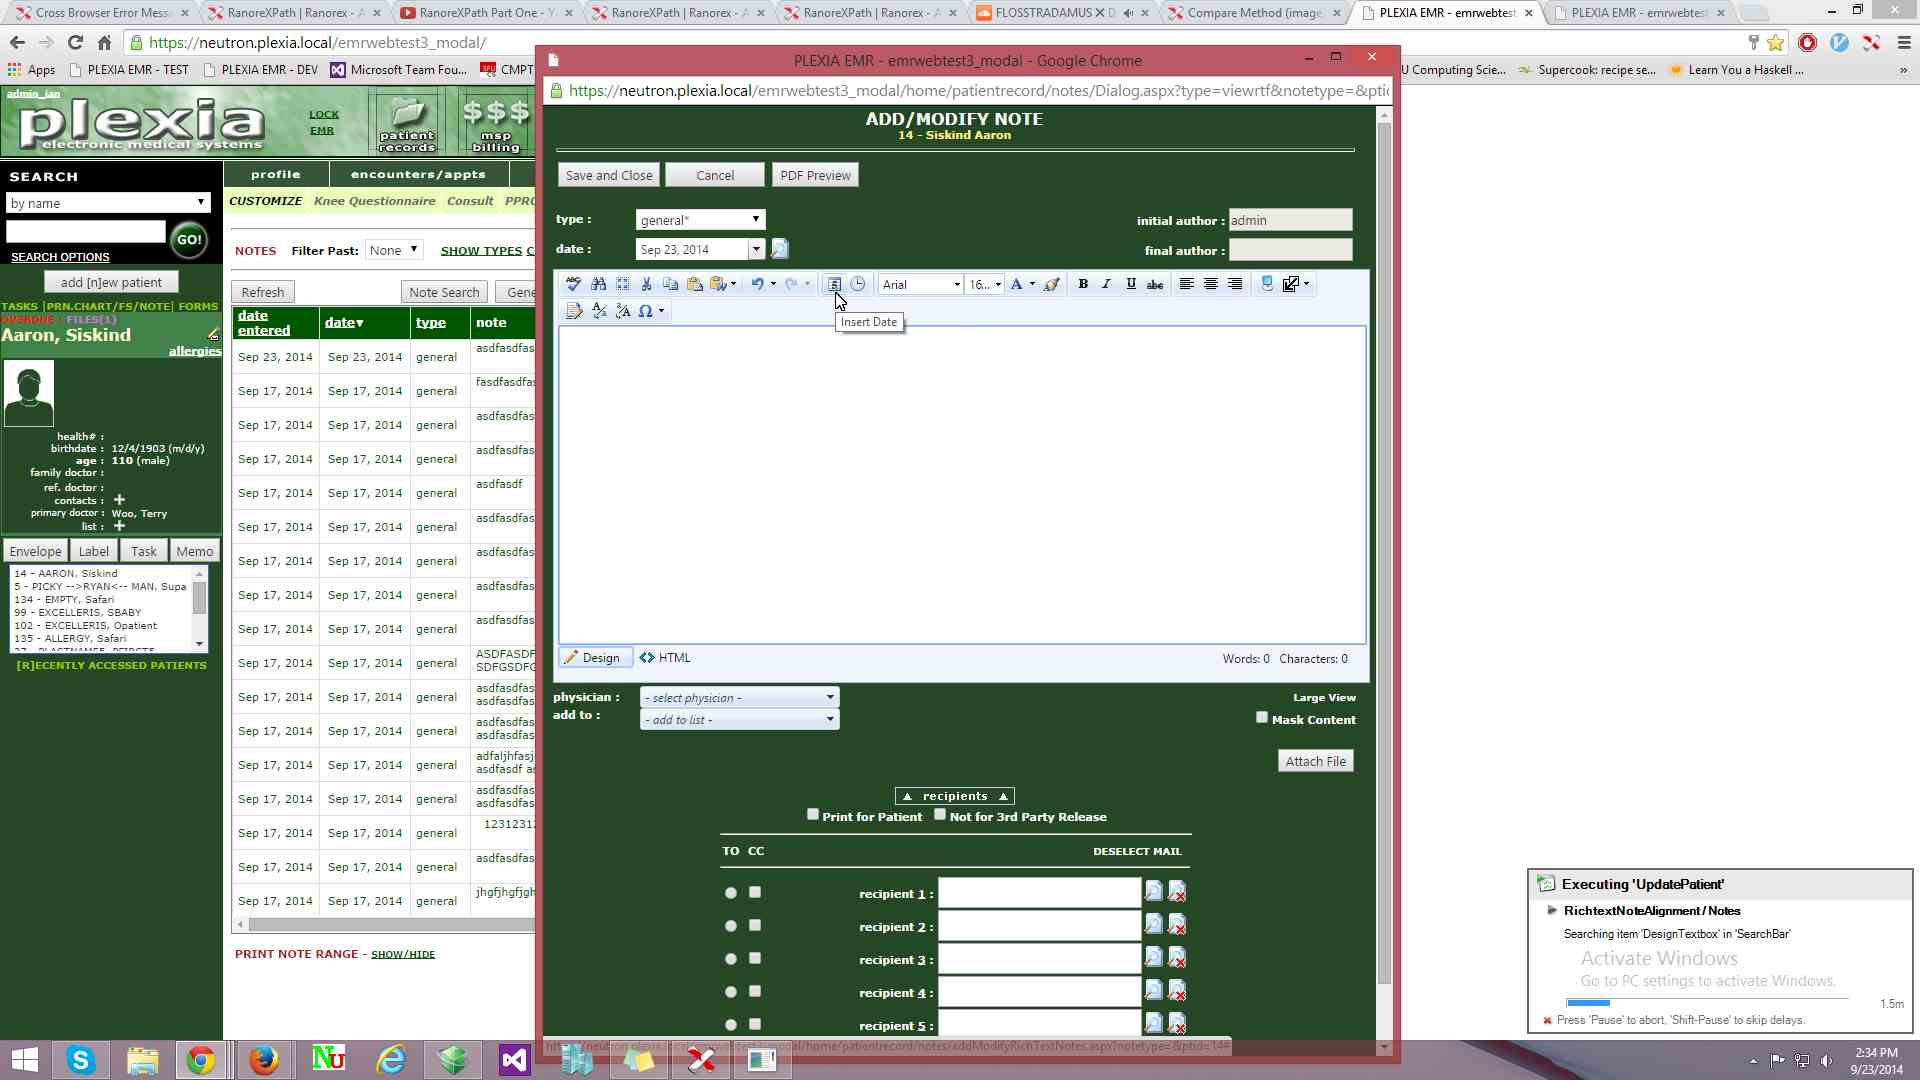 Cross Browser Error Messa
RanoreXPath | Ranorex - A
RanoreXPath Part One - Y
RanoreXPath | Ranorex - A
RanoreXPath | Ranorex - A
FLOSSTRADAMUS X D
Compare Method (image
PLEXIA EMR - emrwebtest
PLEXIA EMR - emrwebtest
https://neutron.plexia.local/emrwebtest3_modal/
Apps
PLEXIA EMR - TEST
PLEXIA EMR - DEV
Microsoft Team Fou...
CMPT
U Computing Scie...
Supercook: recipe se...
Learn You a Haskell ...
»
admin_ian
plexia
electronic medical systems
LOCK
EMR
patient
records
$$$
msp
billing
SEARCH
by name
GO!
SEARCH OPTIONS
add [n]ew patient
TASKS |PRN.CHART/FS/NOTE| FORMS
OVERDUE : FILES(1)
Aaron, Siskind
allergies
health# :
birthdate : 12/4/1903 (m/d/y)
age : 110 (male)
family doctor :
ref. doctor :
contacts :
primary doctor : Woo, Terry
list :
Envelope Label Task Memo
14 - AARON, Siskind
5 - PICKY -->RYAN<-- MAN, Supa
134 - EMPTY, Safari
99 - EXCELLERIS, SBABY
102 - EXCELLERIS, Opatient
135 - ALLERGY, Safari
[R]ECENTLY ACCESSED PATIENTS
profile encounters/appts
CUSTOMIZE Knee Questionnaire Consult PPRO
NOTES Filter Past: None SHOW TYPES C
Refresh Note Search Gene
date entered date▼ type note
Sep 23, 2014 Sep 23, 2014 general asdfasdfas
Sep 17, 2014 Sep 17, 2014 general fasdfasdfas
Sep 17, 2014 Sep 17, 2014 general asdfasdfas
Sep 17, 2014 Sep 17, 2014 general asdfasdfas
Sep 17, 2014 Sep 17, 2014 general asdfasdf
Sep 17, 2014 Sep 17, 2014 general asdfasdfas
Sep 17, 2014 Sep 17, 2014 general asdfasdfas
Sep 17, 2014 Sep 17, 2014 general asdfasdfas
Sep 17, 2014 Sep 17, 2014 general asdfasdfas
Sep 17, 2014 Sep 17, 2014 general ASDFASDF
SDFGSDFG
Sep 17, 2014 Sep 17, 2014 general asdfasdfas
asdfasdfas
Sep 17, 2014 Sep 17, 2014 general asdfasdfas
asdfasdfas
Sep 17, 2014 Sep 17, 2014 general adfaljhfasj
asdfasdf as
Sep 17, 2014 Sep 17, 2014 general asdfasdfas
asdfasdfas
Sep 17, 2014 Sep 17, 2014 general 1231231
Sep 17, 2014 Sep 17, 2014 general asdfasdfas
Sep 17, 2014 Sep 17, 2014 general jhgfjhgfjgh
PRINT NOTE RANGE - SHOW/HIDE
PLEXIA EMR - emrwebtest3_modal - Google Chrome
https://neutron.plexia.local/emrwebtest3_modal/home/patientrecord/notes/Dialog.aspx?type=viewrtf&notetype=&ptid
ADD/MODIFY NOTE
14 - Siskind Aaron
Save and Close Cancel PDF Preview
type : general* initial author : admin
date : Sep 23, 2014 final author :
Arial 16... A B I U abc
Ω
Insert Date
Design HTML Words: 0 Characters: 0
physician : - select physician - Large View
add to : - add to list - Mask Content
Attach File
▲ recipients ▲
Print for Patient Not for 3rd Party Release
TO CC DESELECT MAIL
recipient 1 :
recipient 2 :
recipient 3 :
recipient 4 :
recipient 5 :
https://neutron.plexia.local/emrwebtest3_modal/home/patientrecord/notes/addModifyRichTextNotes.aspx?notetype=&ptid=14#
Executing 'UpdatePatient'
RichtextNoteAlignment / Notes
Searching item 'DesignTextbox' in 'SearchBar'
Activate Windows
Go to PC settings to activate Windows.
1.5m
Press 'Pause' to abort, 'Shift-Pause' to skip delays.
Nu
2:34 PM
9/23/2014